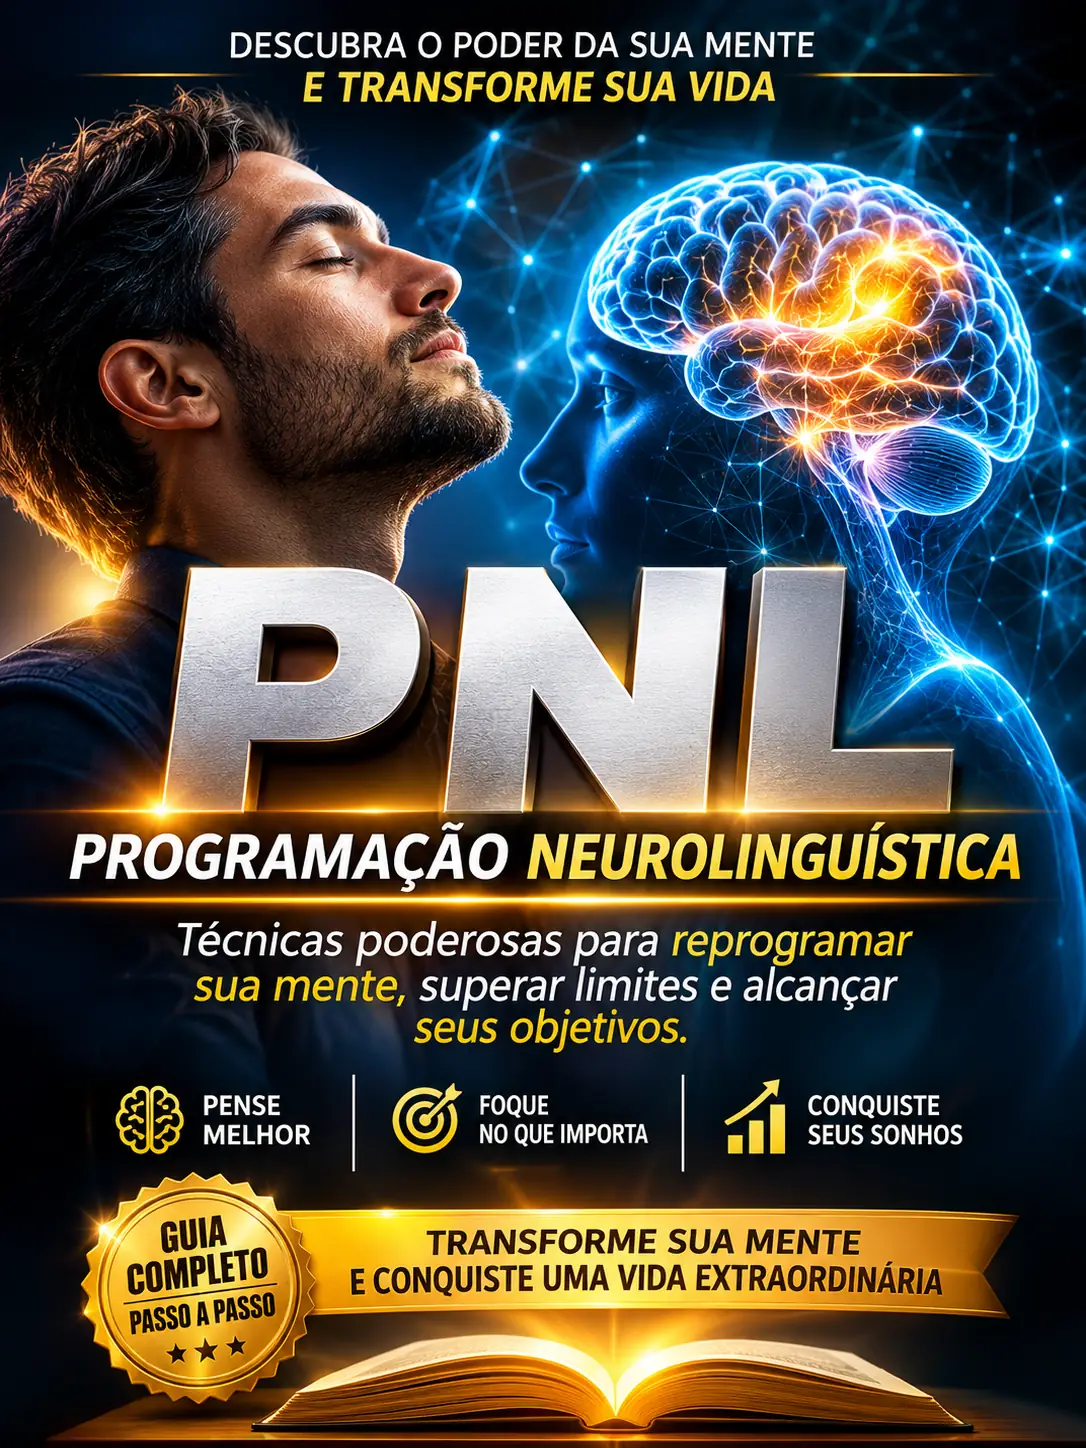 DESCUBRA O PODER DA SUA MENTE
E TRANSFORME SUA VIDA
PNL
PROGRAMAÇÃO NEUROLINGUÍSTICA
Técnicas poderosas para reprogramar
sua mente, superar limites e alcançar
seus objetivos.
PENSE
MELHOR
FOQUE
NO QUE IMPORTA
CONQUISTE
SEUS SONHOS
GUIA
COMPLETO
PASSO A PASSO
TRANSFORME SUA MENTE
E CONQUISTE UMA VIDA EXTRAORDINÁRIA